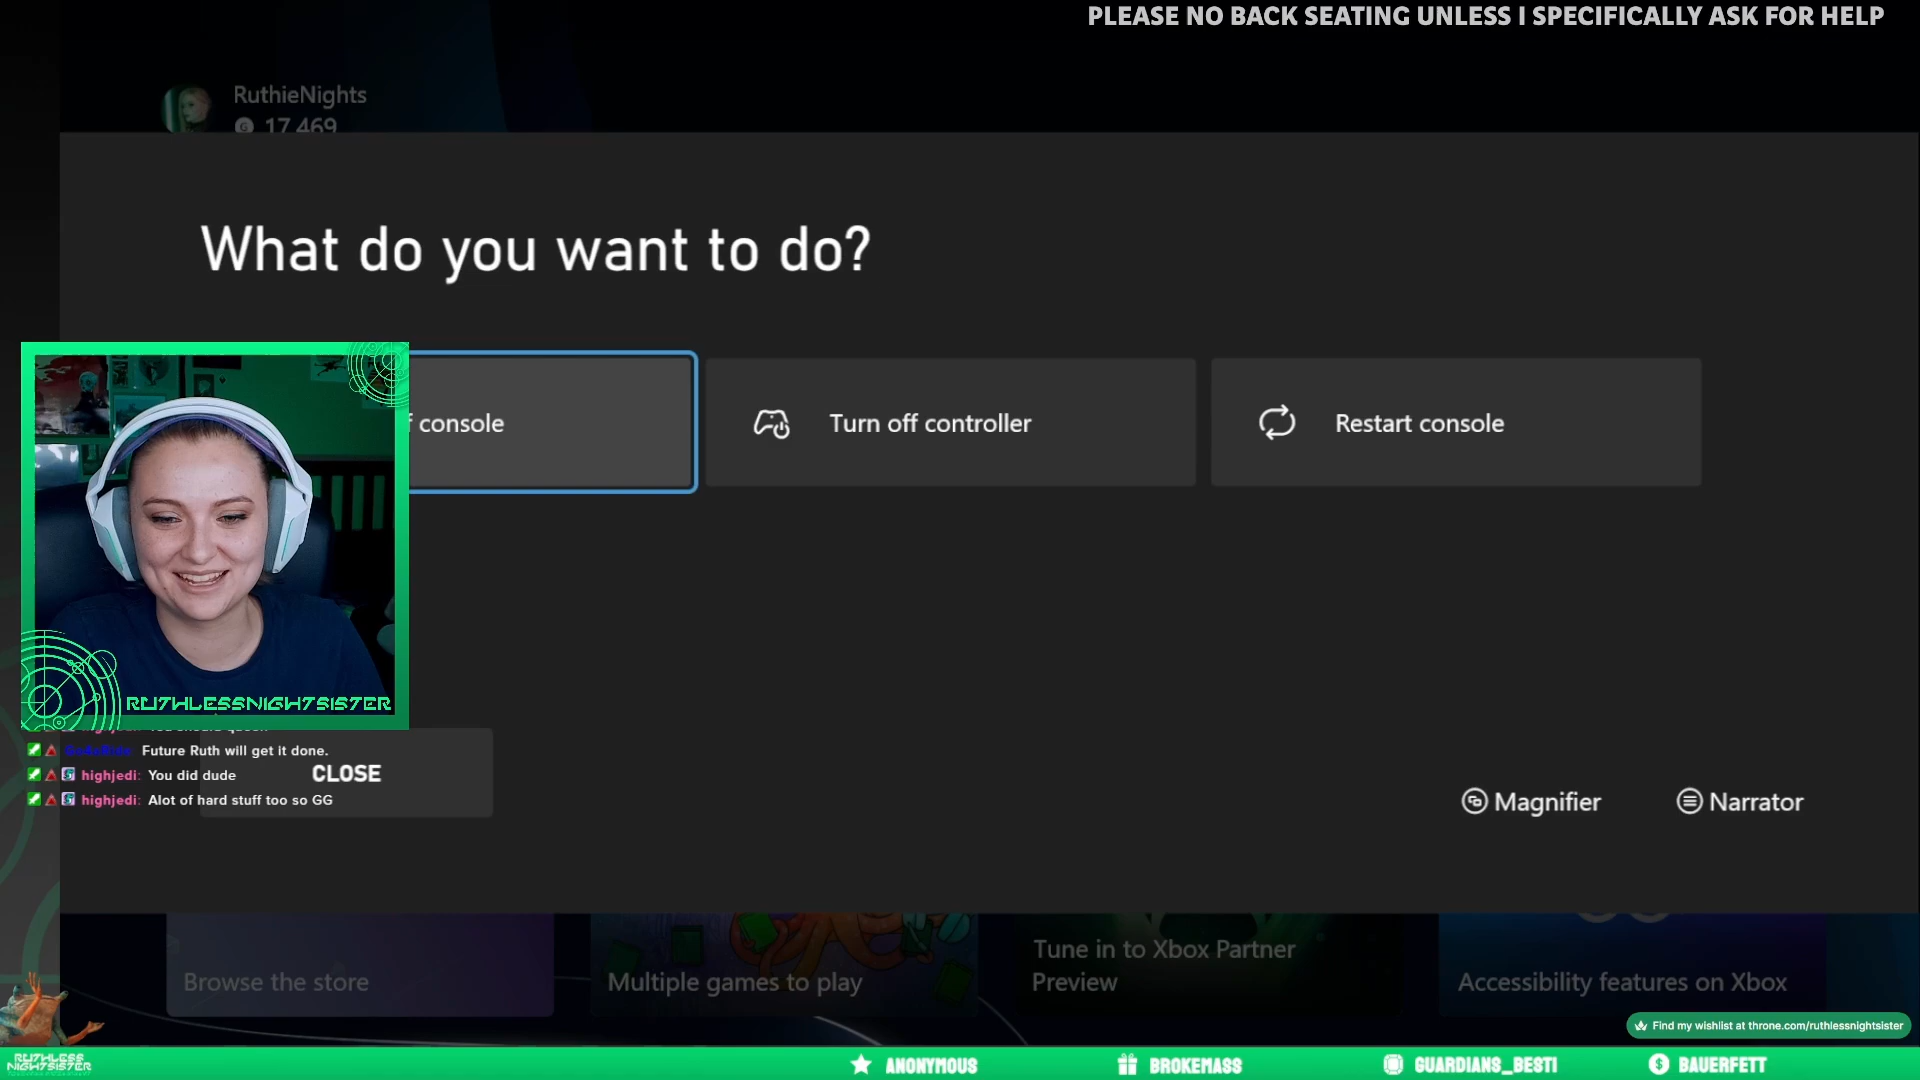 PLEASE NO BACK SEATING UNLESS I SPECIFICALLY ASK FOR HELP
RuthieNights
G 17,469
What do you want to do?
console
Turn off controller
Restart console
RUTHLESSNIGHTSISTER
Future Ruth will get it done.
highjedi: You did dude
highjedi: Alot of hard stuff too so GG
CLOSE
Magnifier
Narrator
Browse the store
Multiple games to play
Tune in to Xbox Partner
Preview
Accessibility features on Xbox
Find my wishlist at throne.com/ruthlessnightsister
RUTHLESS
NIGHTSISTER
ANONYMOUS
BROKEMASS
GUARDIANS_BESTI
BAUERFETT